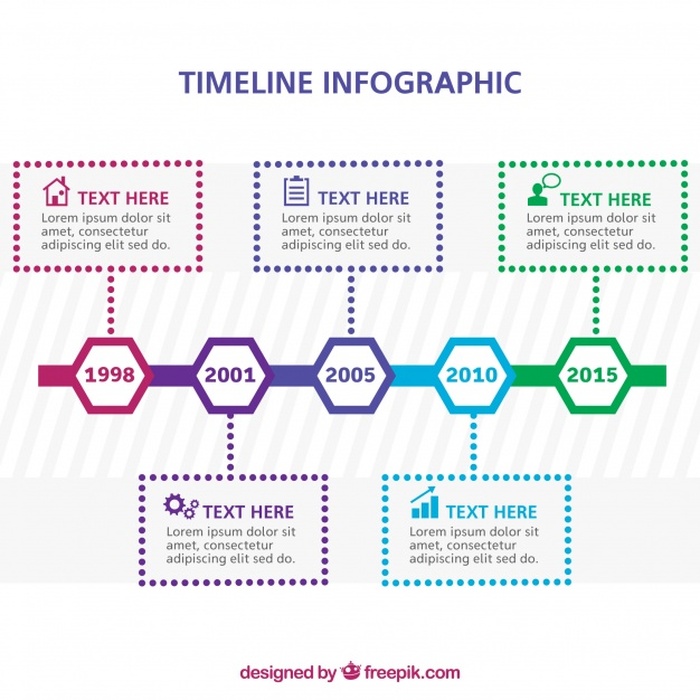 TIMELINE INFOGRAPHIC
TEXT HERE
Lorem ipsum dolor sit
amet, consectetur
adipiscing elit sed do.
TEXT HERE
Lorem ipsum dolor sit
amet, consectetur
adipiscing elit sed do.
TEXT HERE
Lorem ipsum dolor sit
amet, consectetur
adipiscing elit sed do.
1998
2001
2005
2010
2015
TEXT HERE
Lorem ipsum dolor sit
amet, consectetur
adipiscing elit sed do.
TEXT HERE
Lorem ipsum dolor sit
amet, consectetur
adipiscing elit sed do.
designed by freepik.com